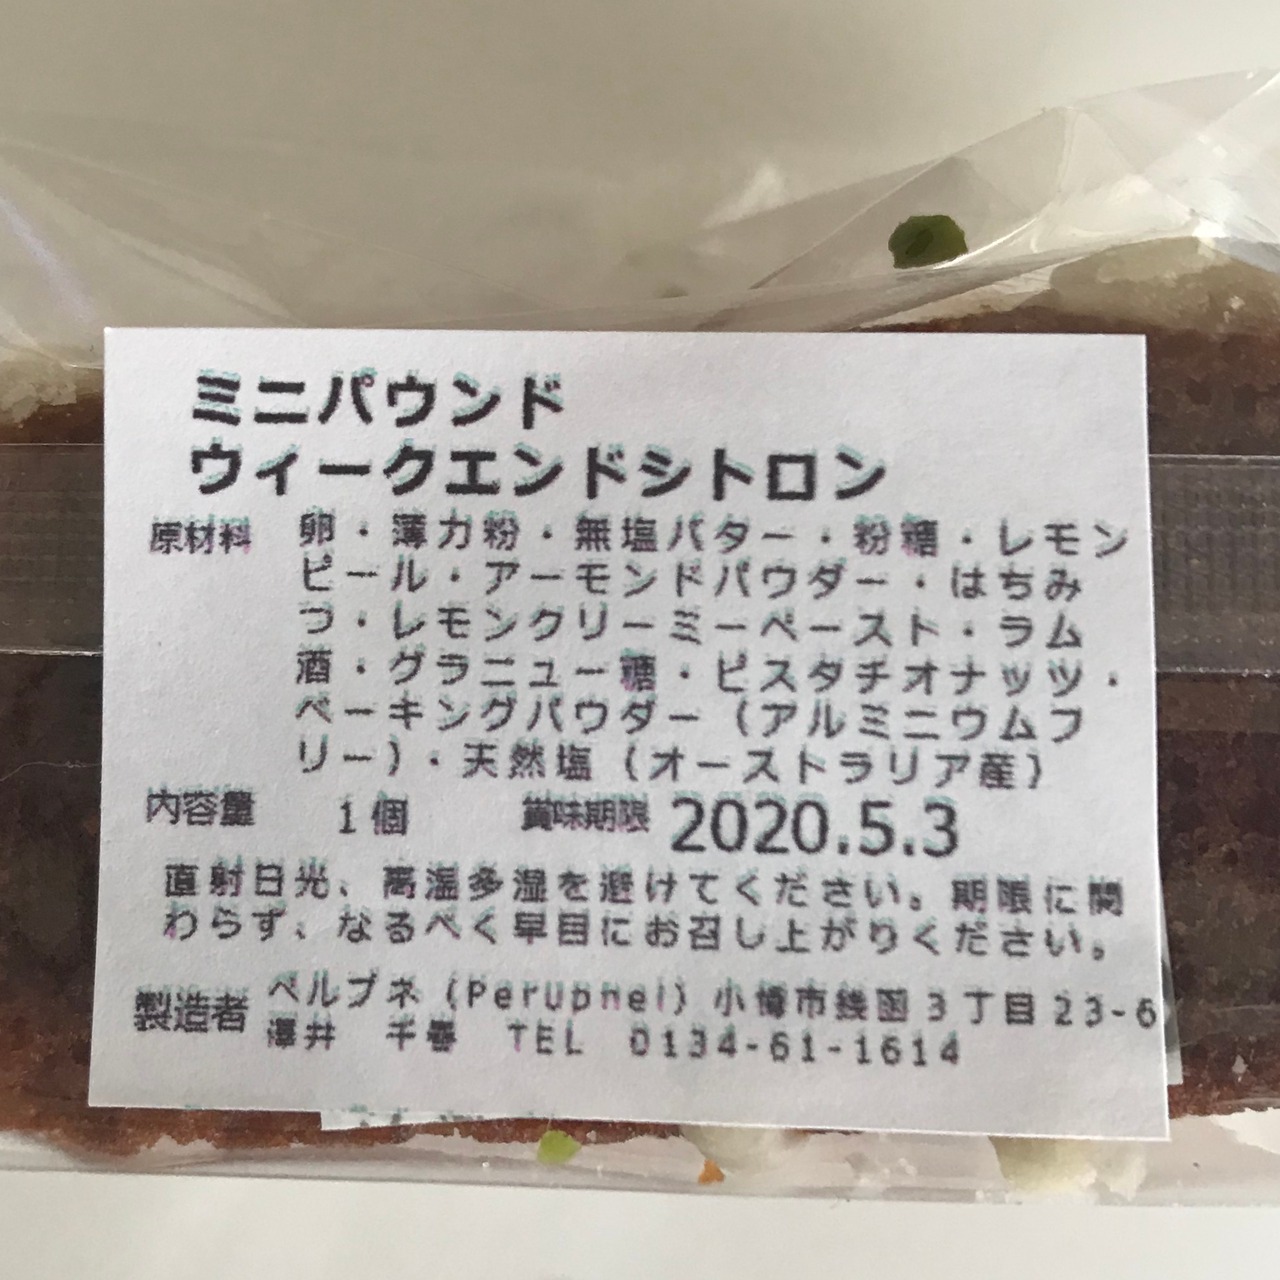 ミニパウンド
ウィークエンドシトロン
原材料 卵・薄力粉・無塩バター・粉糖・レモン
ピール・アーモンドパウダー・はちみ
つ・レモンクリーミーペースト・ラム
酒・グラニュー糖・ピスタチオナッツ・
ベーキングパウダー(アルミニウムフ
リー)・天然塩(オーストラリア産)
内容量 1個 賞味期限 2020.5.3
直射日光、高温多湿を避けてください。期限に関
わらず、なるべく早目にお召し上がりください。
製造者 ペルプネ(Perupnei)小樽市銭函3丁目23-6
澤井 千春 TEL 0134-61-1614